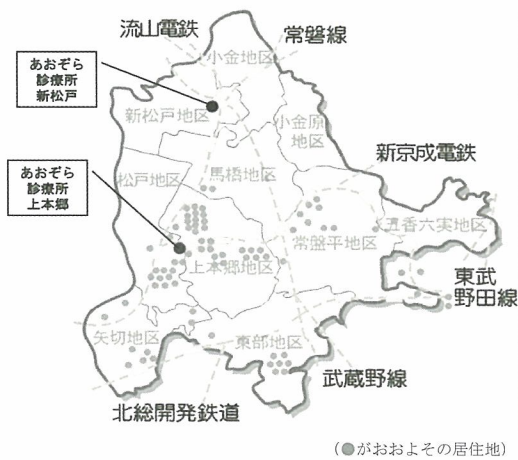 流山電鉄
常磐線
小金地区
あおぞら
診療所
新松戸
新松戸地区
小金原
地区
新京成電鉄
馬橋地区
松戸地区
あおぞら
診療所
上本郷
五香六実地区
常盤平地区
上本郷地区
東武
野田線
矢切地区
東部地区
武蔵野線
北総開発鉄道
(●がおおよその居住地)